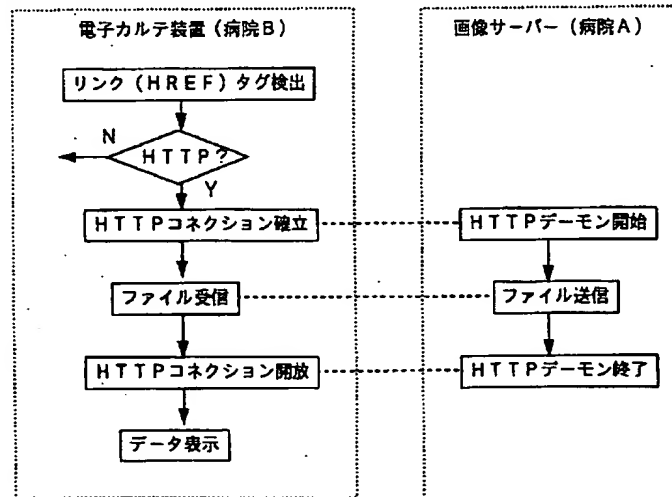 電子カルテ装置(病院B)
リンク(HREF)タグ検出
N
HTTP?
Y
HTTPコネクション確立
ファイル受信
HTTPコネクション開放
データ表示
画像サーバー(病院A)
HTTPデーモン開始
ファイル送信
HTTPデーモン終了